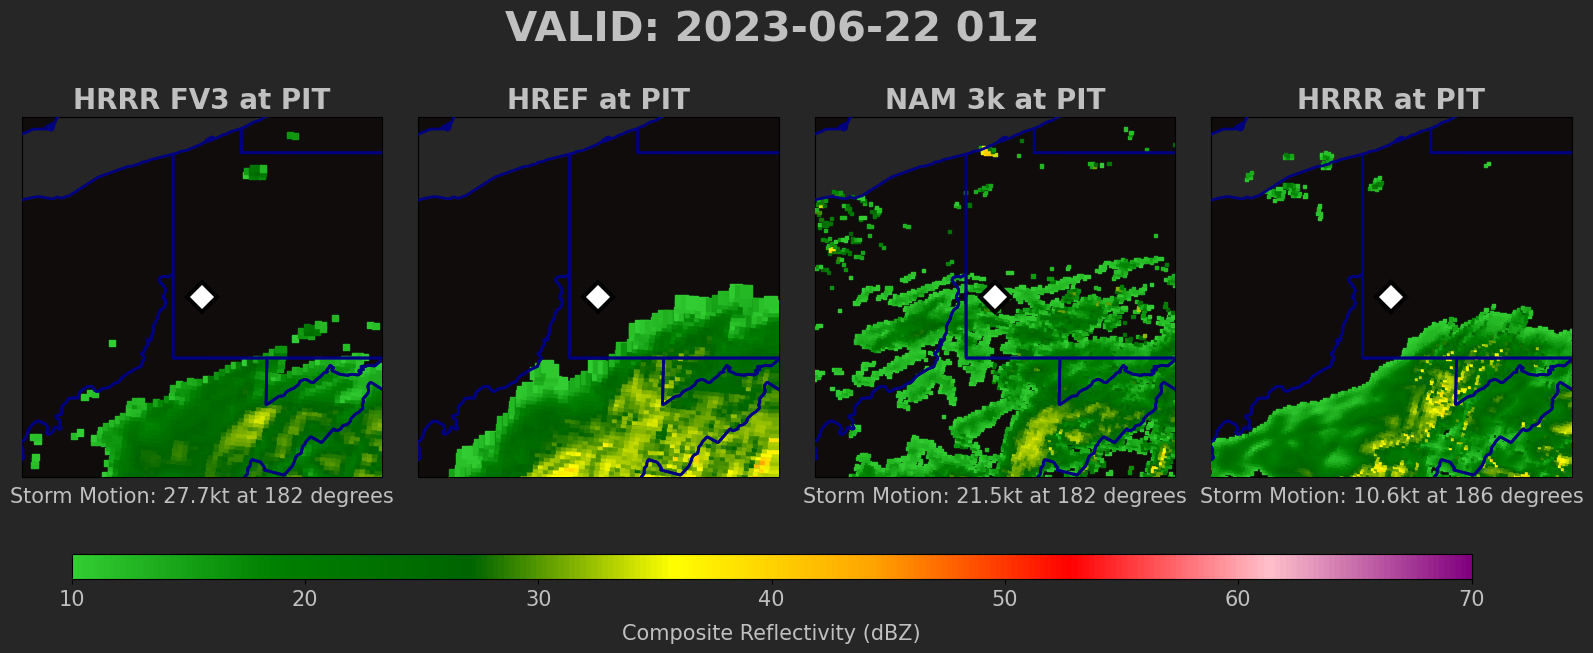 VALID: 2023-06-22 01z
HRRR FV3 at PIT
HREF at PIT
NAM 3k at PIT
HRRR at PIT
Storm Motion: 27.7kt at 182 degrees
Storm Motion: 21.5kt at 182 degrees
Storm Motion: 10.6kt at 186 degrees
10 20 30 40 50 60 70
Composite Reflectivity (dBZ)